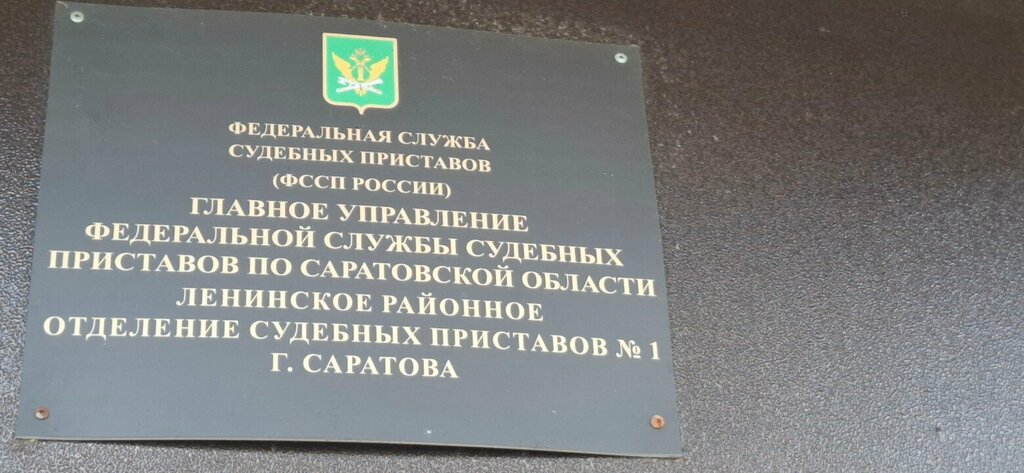 ФЕДЕРАЛЬНАЯ СЛУЖБА
СУДЕБНЫХ ПРИСТАВОВ
(ФССП РОССИИ)
ГЛАВНОЕ УПРАВЛЕНИЕ
ФЕДЕРАЛЬНОЙ СЛУЖБЫ СУДЕБНЫХ
ПРИСТАВОВ ПО САРАТОВСКОЙ ОБЛАСТИ
ЛЕНИНСКОЕ РАЙОННОЕ
ОТДЕЛЕНИЕ СУДЕБНЫХ ПРИСТАВОВ № 1
Г. САРАТОВА